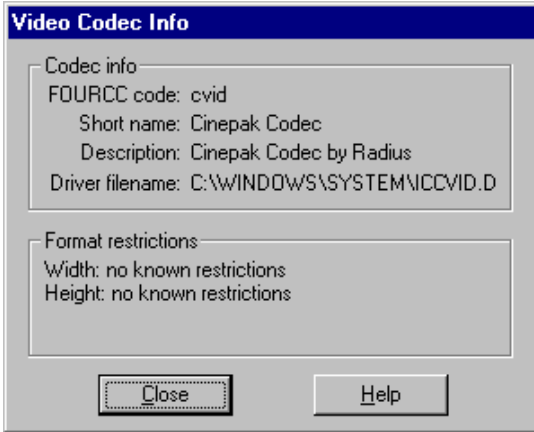 Video Codec Info
Codec info
FOURCC code: cvid
Short name: Cinepak Codec
Description: Cinepak Codec by Radius
Driver filename: C:\WINDOWS\SYSTEM\ICCVID.D
Format restrictions
Width: no known restrictions
Height: no known restrictions
Close Help